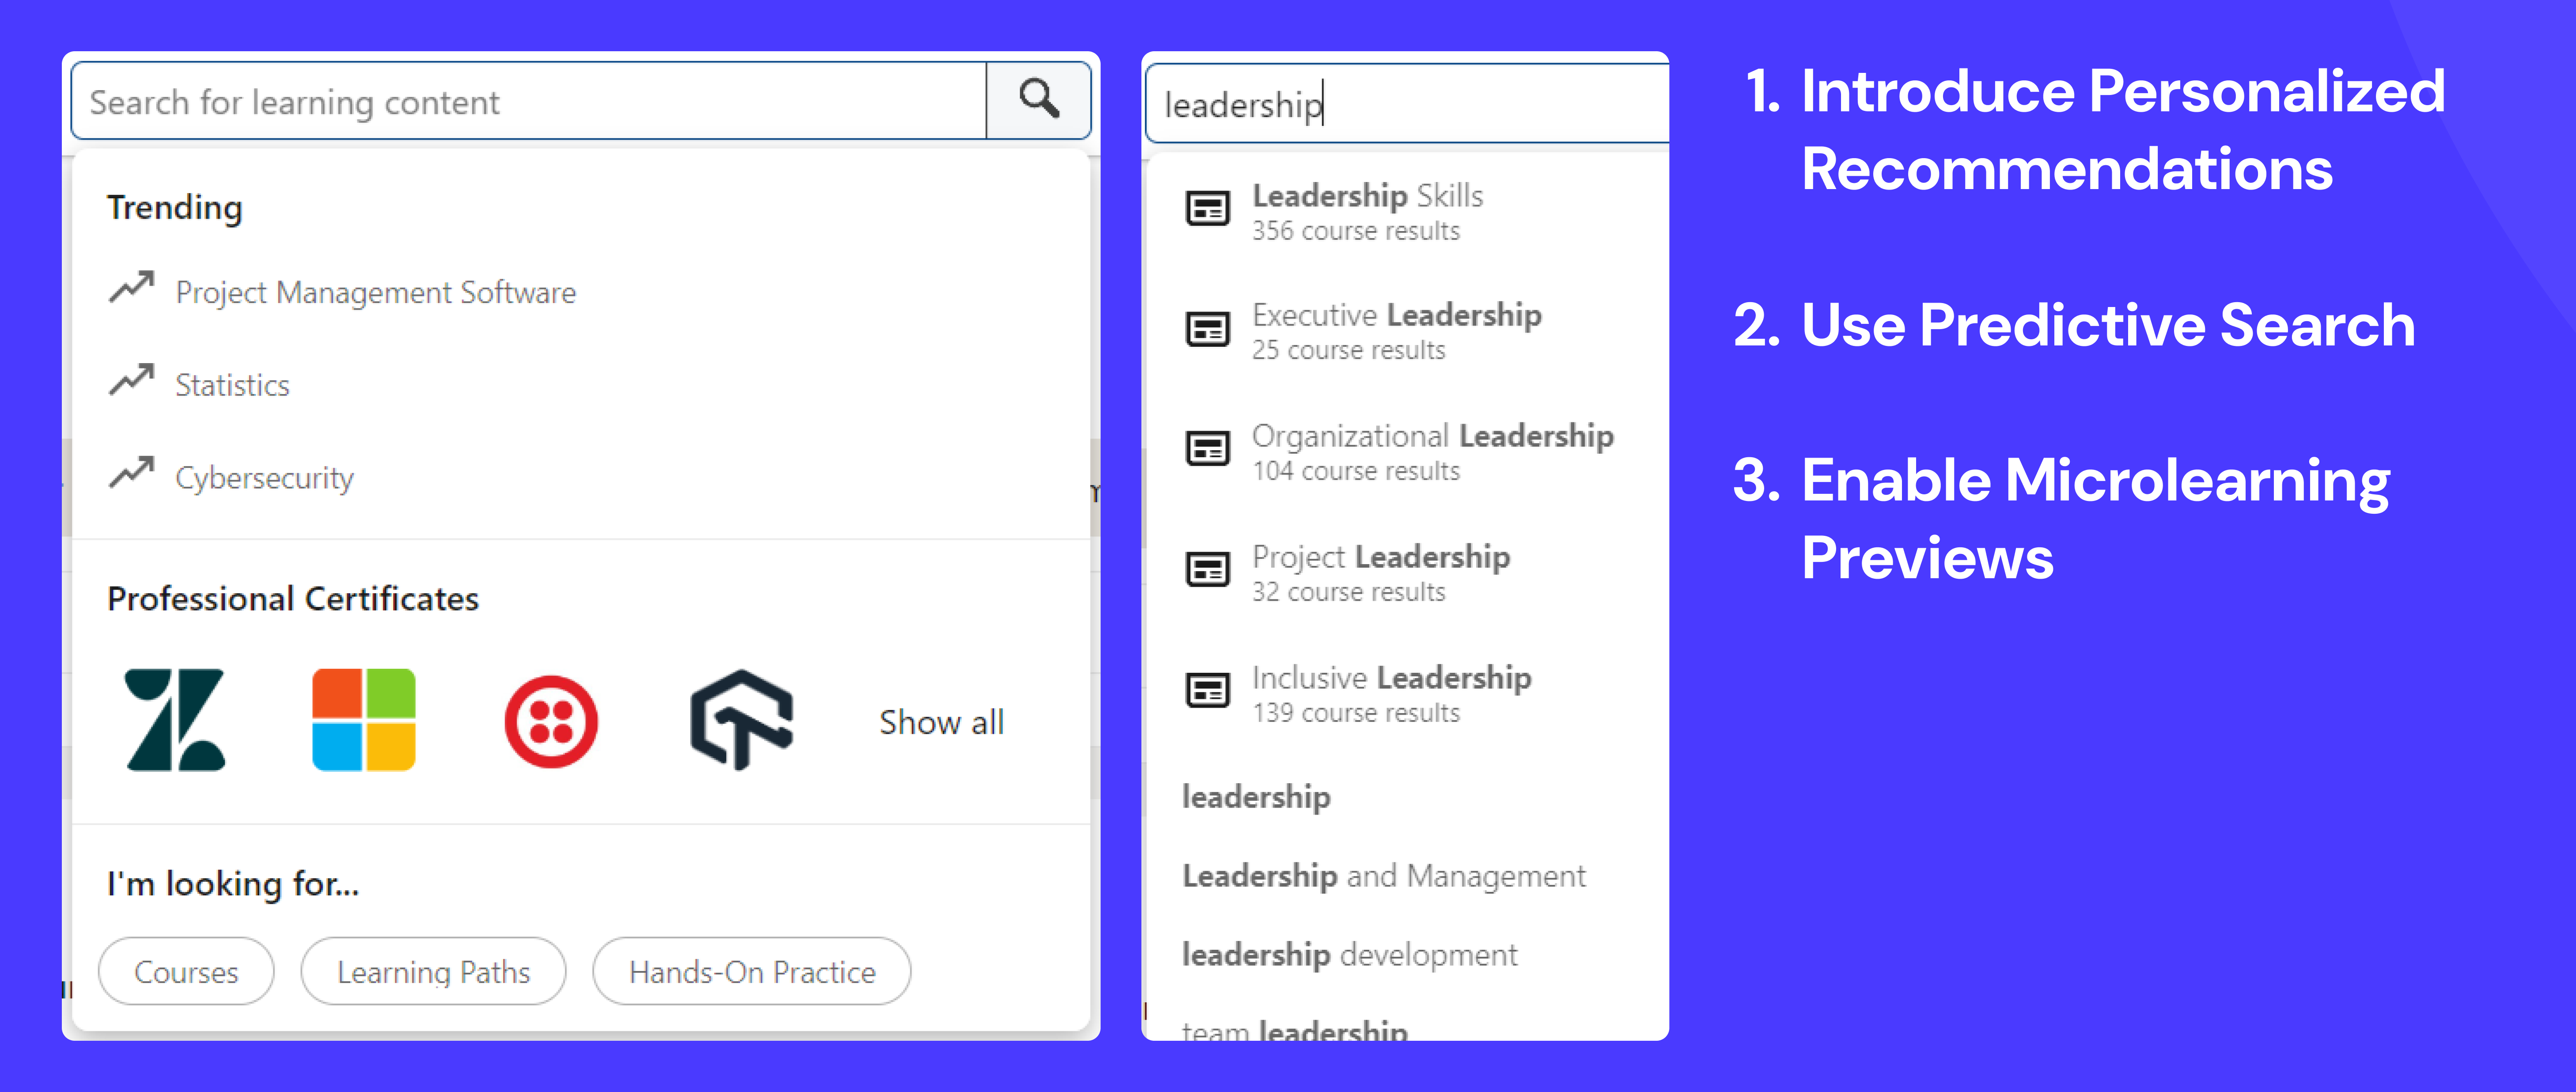 Search for learning content
Trending
Project Management Software
Statistics
Cybersecurity
Professional Certificates
Show all
I'm looking for...
Courses
Learning Paths
Hands-On Practice
leadership
Leadership Skills
356 course results
Executive Leadership
25 course results
Organizational Leadership
104 course results
Project Leadership
32 course results
Inclusive Leadership
139 course results
leadership
Leadership and Management
leadership development
team leadership
1. Introduce Personalized
Recommendations
2. Use Predictive Search
3. Enable Microlearning
Previews